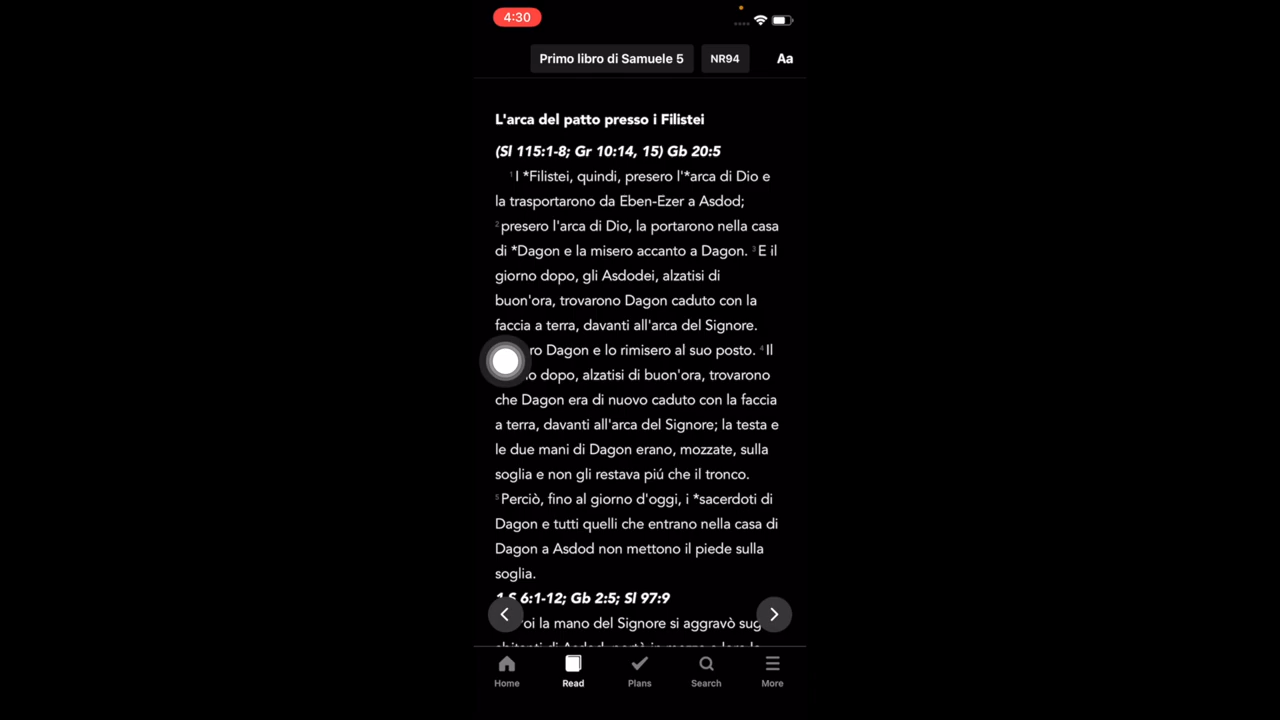 4:30
Primo libro di Samuele 5 NR94 Aa
L'arca del patto presso i Filistei
(Sl 115:1-8; Gr 10:14, 15) Gb 20:5
1 I *Filistei, quindi, presero l'*arca di Dio e
la trasportarono da Eben-Ezer a Asdod;
2 presero l'arca di Dio, la portarono nella casa
di *Dagon e la misero accanto a Dagon. 3 E il
giorno dopo, gli Asdodei, alzatisi di
buon'ora, trovarono Dagon caduto con la
faccia a terra, davanti all'arca del Signore.
ro Dagon e lo rimisero al suo posto. 4 Il
o dopo, alzatisi di buon'ora, trovarono
che Dagon era di nuovo caduto con la faccia
a terra, davanti all'arca del Signore; la testa e
le due mani di Dagon erano, mozzate, sulla
soglia e non gli restava piú che il tronco.
5 Perciò, fino al giorno d'oggi, i *sacerdoti di
Dagon e tutti quelli che entrano nella casa di
Dagon a Asdod non mettono il piede sulla
soglia.
1 S 6:1-12; Gb 2:5; Sl 97:9
oi la mano del Signore si aggravò sug
Home Read Plans Search More